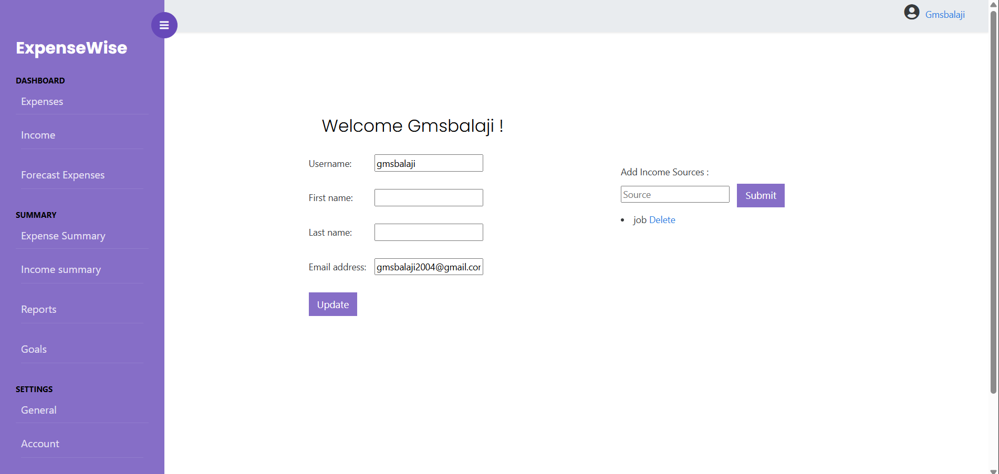 Gmsbalaji
ExpenseWise
DASHBOARD
Expenses
Income
Forecast Expenses
SUMMARY
Expense Summary
Income summary
Reports
Goals
SETTINGS
General
Account
Welcome Gmsbalaji !
Username: gmsbalaji
First name:
Last name:
Email address: gmsbalaji2004@gmail.cor
Update
Add Income Sources :
Source Submit
• job Delete